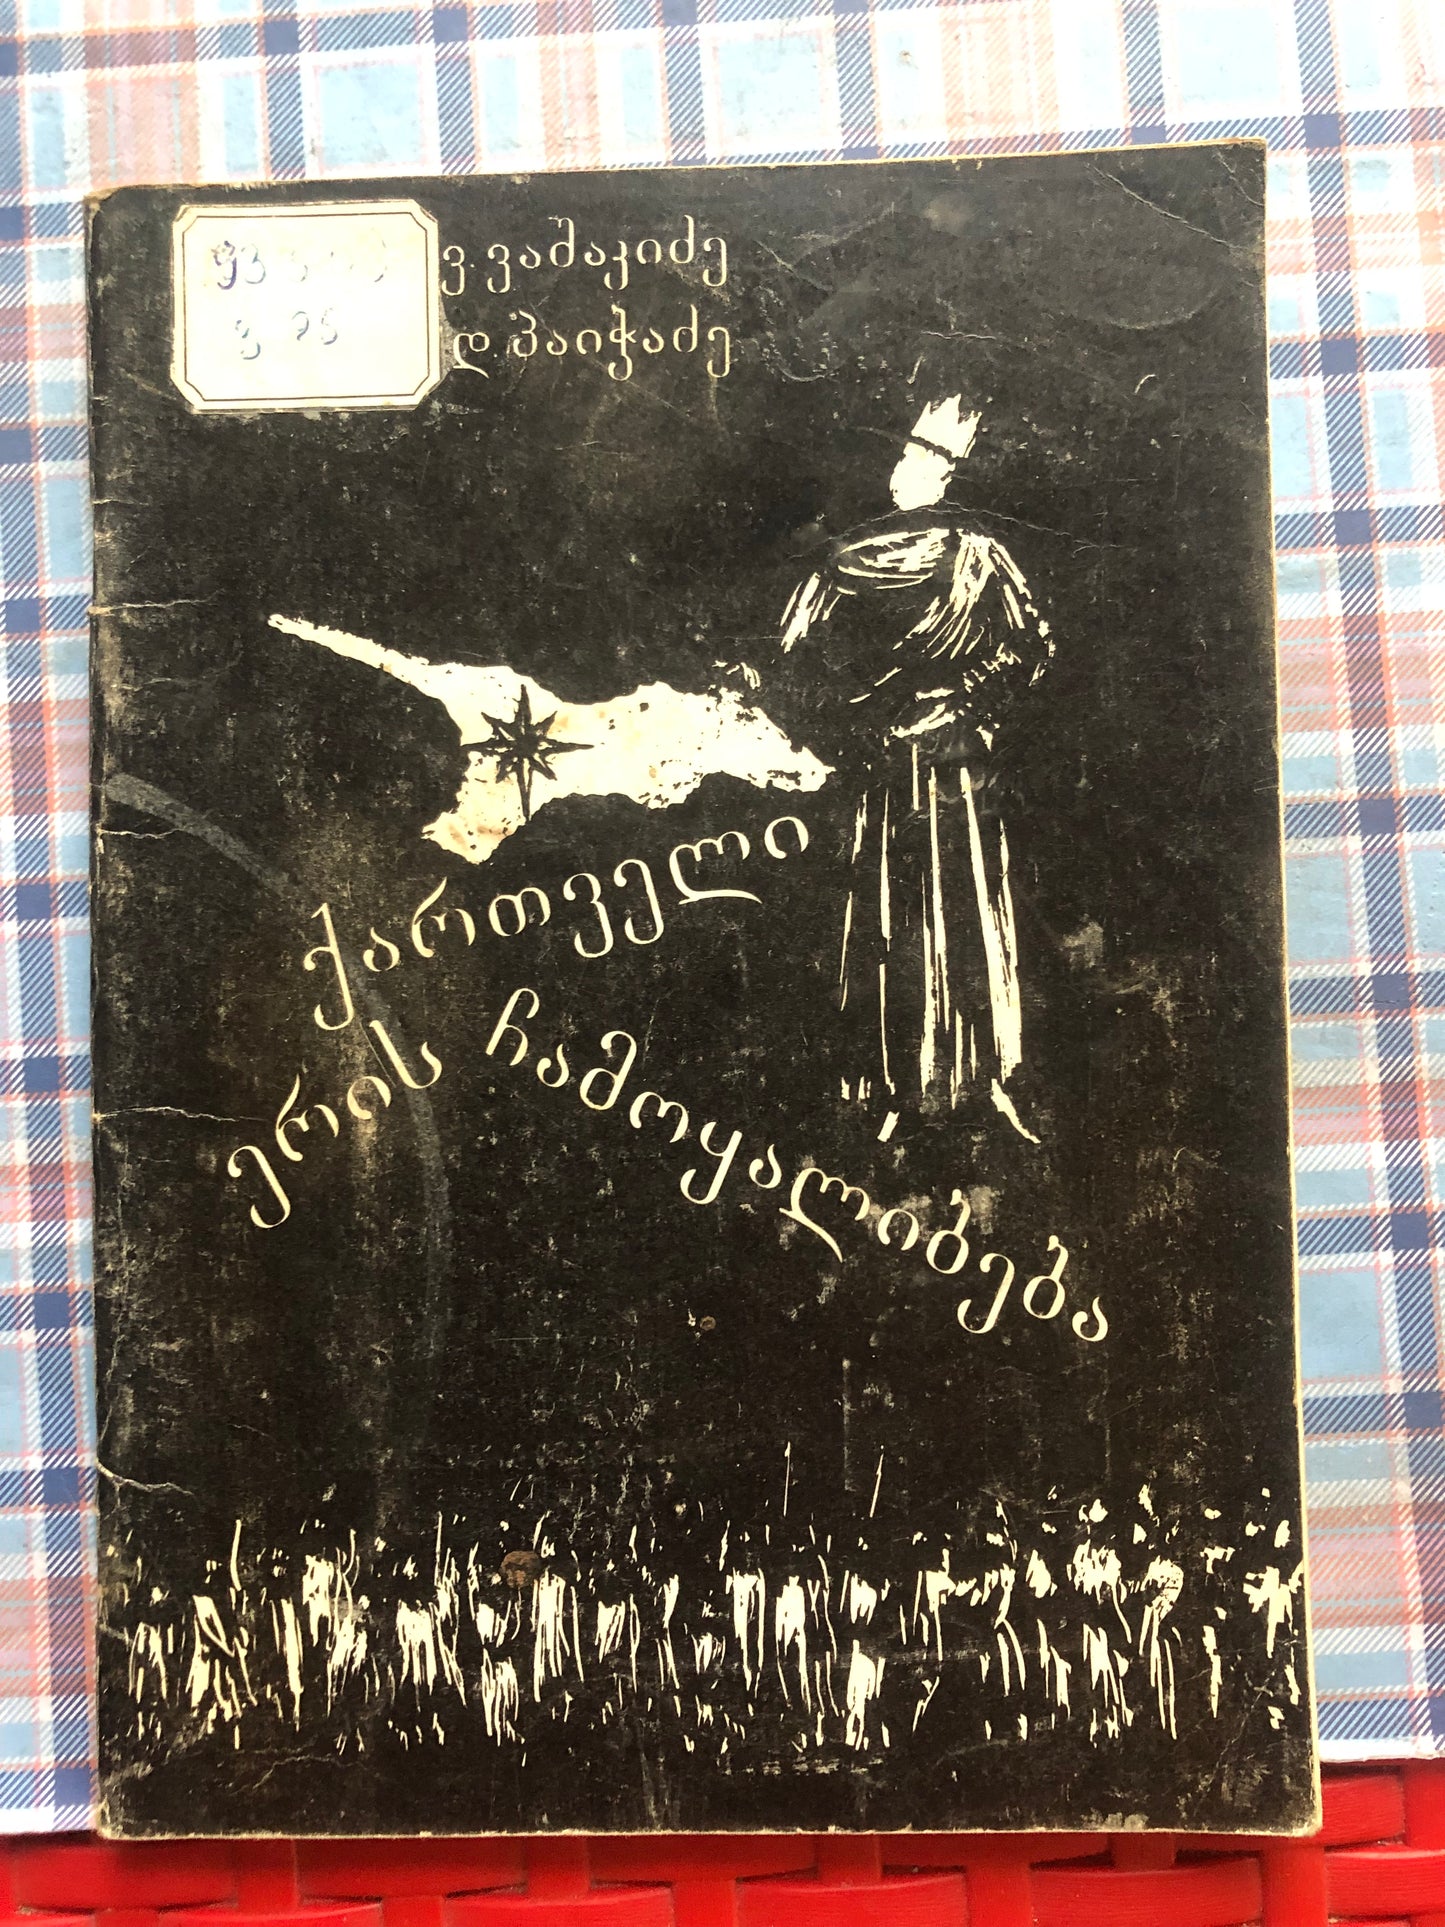 ვ. ვაშაკიძე
დ. პაიჭაძე
ქართველი
ერის ჩამოყალიბება